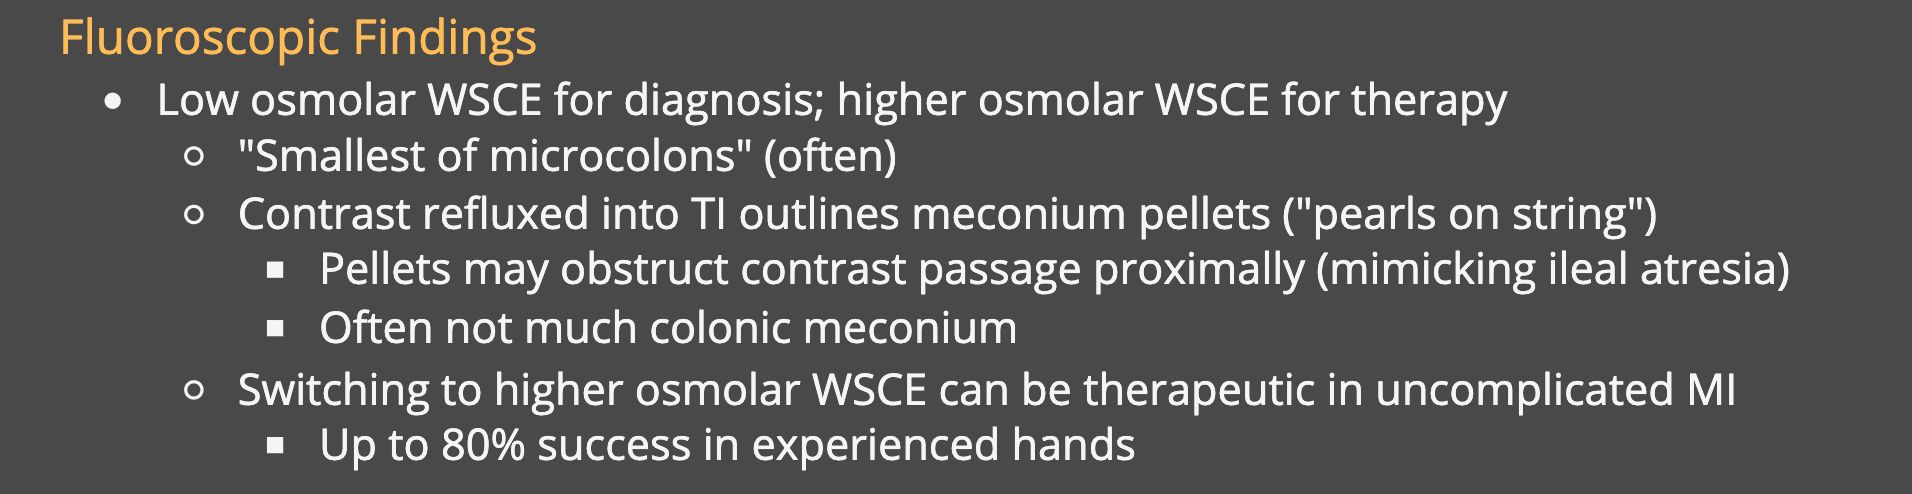 Fluoroscopic Findings
• Low osmolar WSCE for diagnosis; higher osmolar WSCE for therapy
○ "Smallest of microcolons" (often)
○ Contrast refluxed into TI outlines meconium pellets ("pearls on string")
▪ Pellets may obstruct contrast passage proximally (mimicking ileal atresia)
▪ Often not much colonic meconium
○ Switching to higher osmolar WSCE can be therapeutic in uncomplicated MI
▪ Up to 80% success in experienced hands